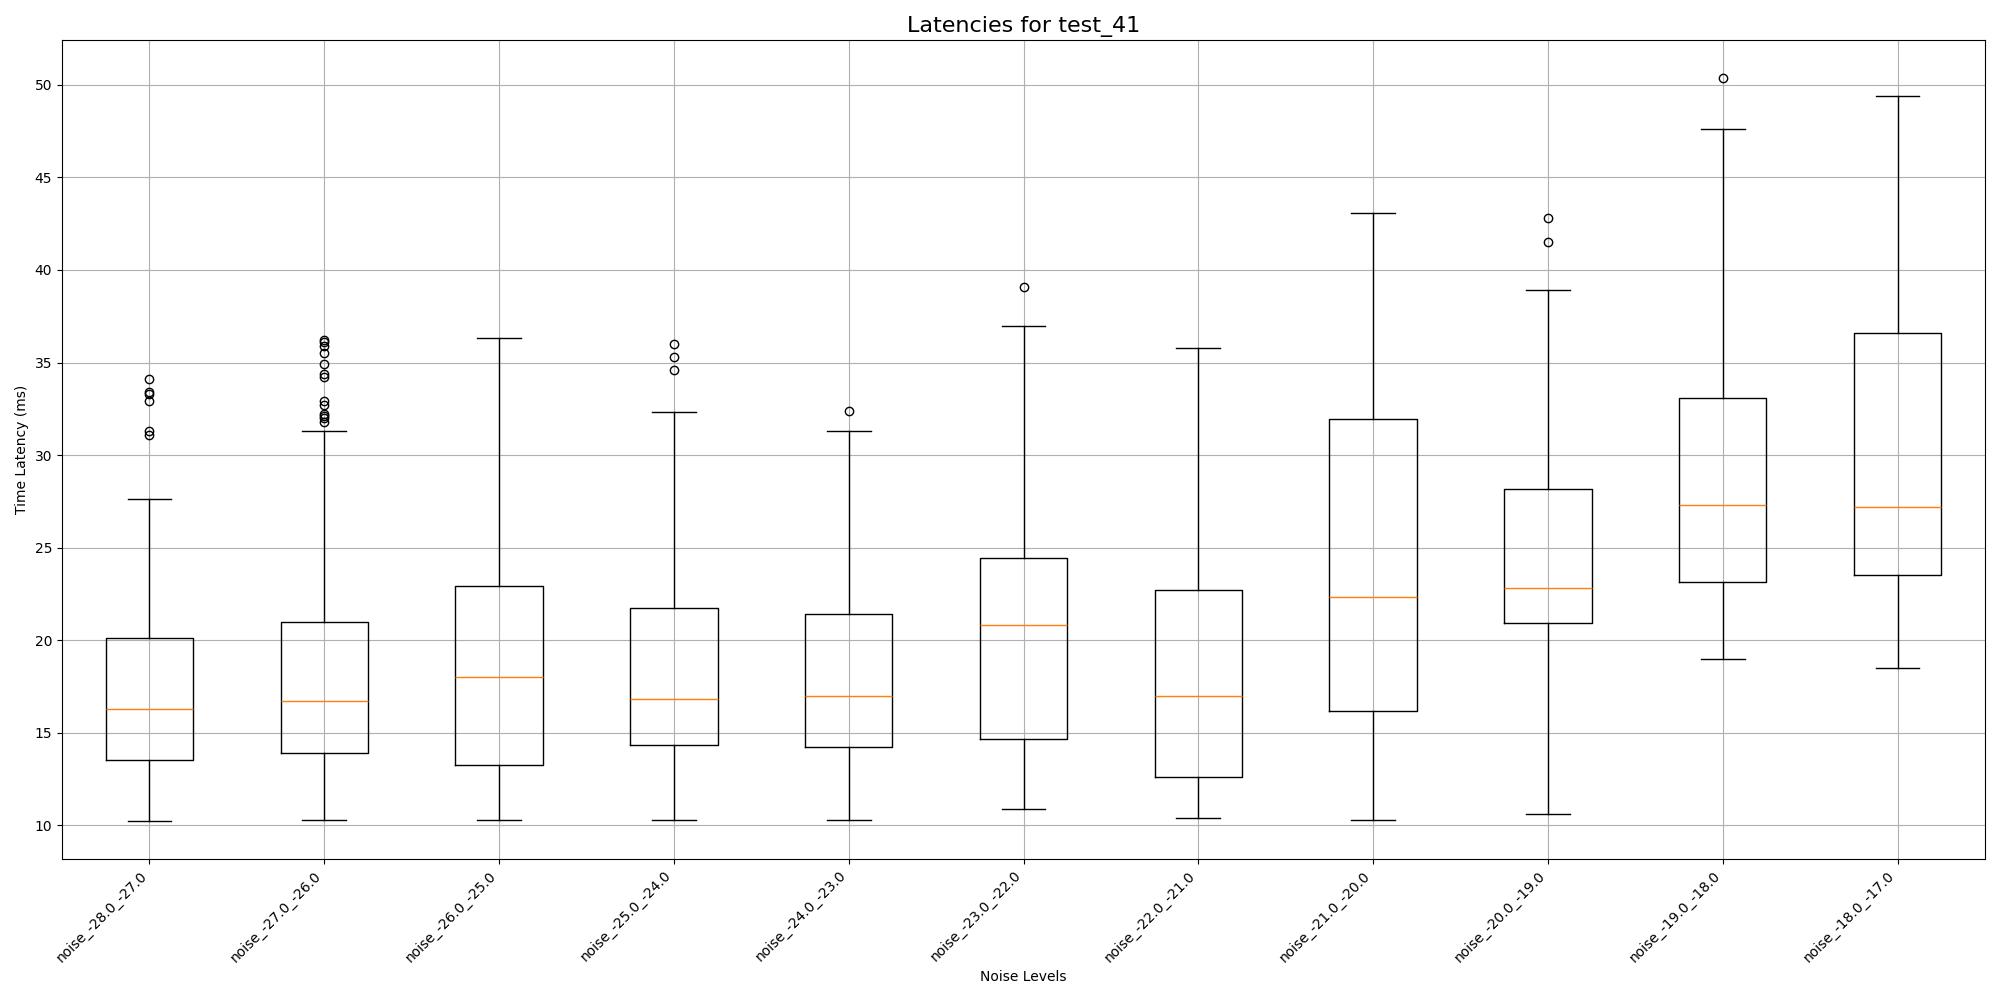 Latencies for test_41
Time Latency (ms)
50
45
40
35
30
25
20
15
10
noise_-28.0_-27.0
noise_-27.0_-26.0
noise_-26.0_-25.0
noise_-25.0_-24.0
noise_-24.0_-23.0
noise_-23.0_-22.0
noise_-22.0_-21.0
noise_-21.0_-20.0
noise_-20.0_-19.0
noise_-19.0_-18.0
noise_-18.0_-17.0
Noise Levels